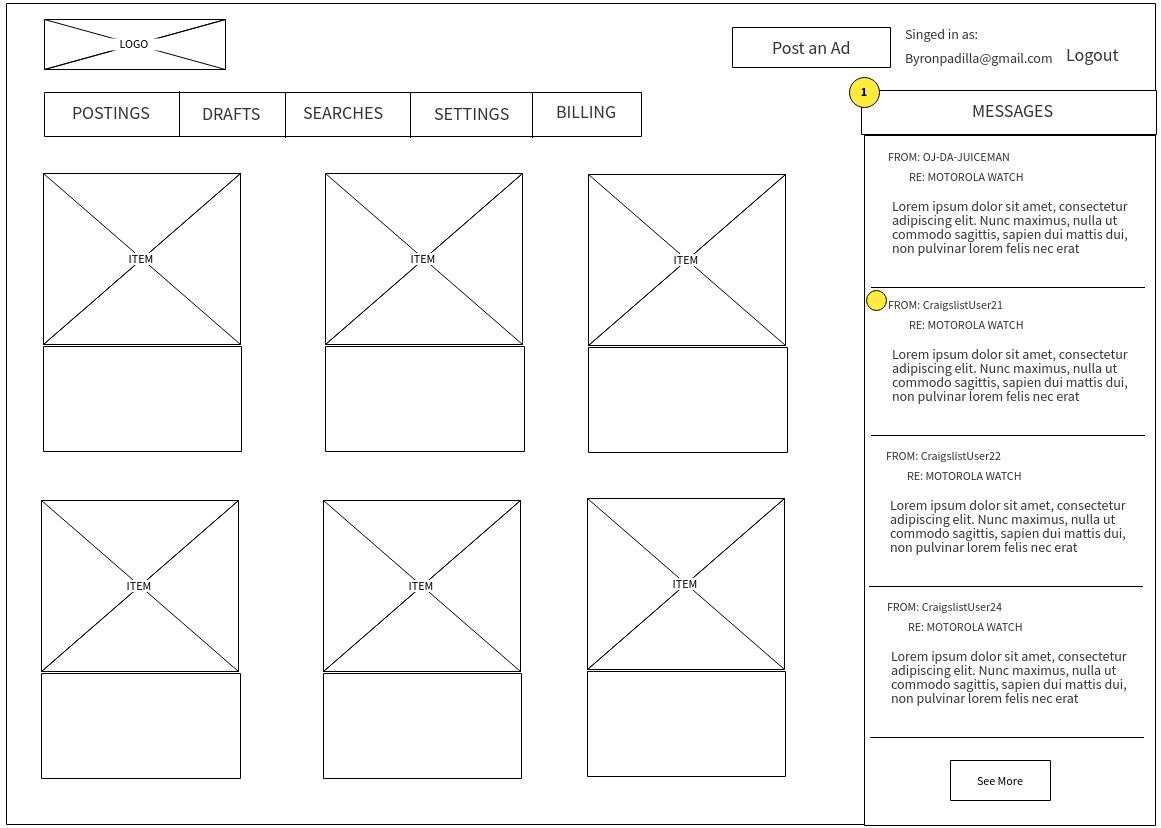 LOGO
Post an Ad
Singed in as:
Byronpadilla@gmail.com
Logout
POSTINGS
DRAFTS
SEARCHES
SETTINGS
BILLING
1
MESSAGES
ITEM
ITEM
ITEM
ITEM
ITEM
ITEM
FROM: OJ-DA-JUICEMAN
RE: MOTOROLA WATCH
Lorem ipsum dolor sit amet, consectetur
adipiscing elit. Nunc maximus, nulla ut
commodo sagittis, sapien dui mattis dui,
non pulvinar lorem felis nec erat
FROM: CraigslistUser21
RE: MOTOROLA WATCH
Lorem ipsum dolor sit amet, consectetur
adipiscing elit. Nunc maximus, nulla ut
commodo sagittis, sapien dui mattis dui,
non pulvinar lorem felis nec erat
FROM: CraigslistUser22
RE: MOTOROLA WATCH
Lorem ipsum dolor sit amet, consectetur
adipiscing elit. Nunc maximus, nulla ut
commodo sagittis, sapien dui mattis dui,
non pulvinar lorem felis nec erat
FROM: CraigslistUser24
RE: MOTOROLA WATCH
Lorem ipsum dolor sit amet, consectetur
adipiscing elit. Nunc maximus, nulla ut
commodo sagittis, sapien dui mattis dui,
non pulvinar lorem felis nec erat
See More